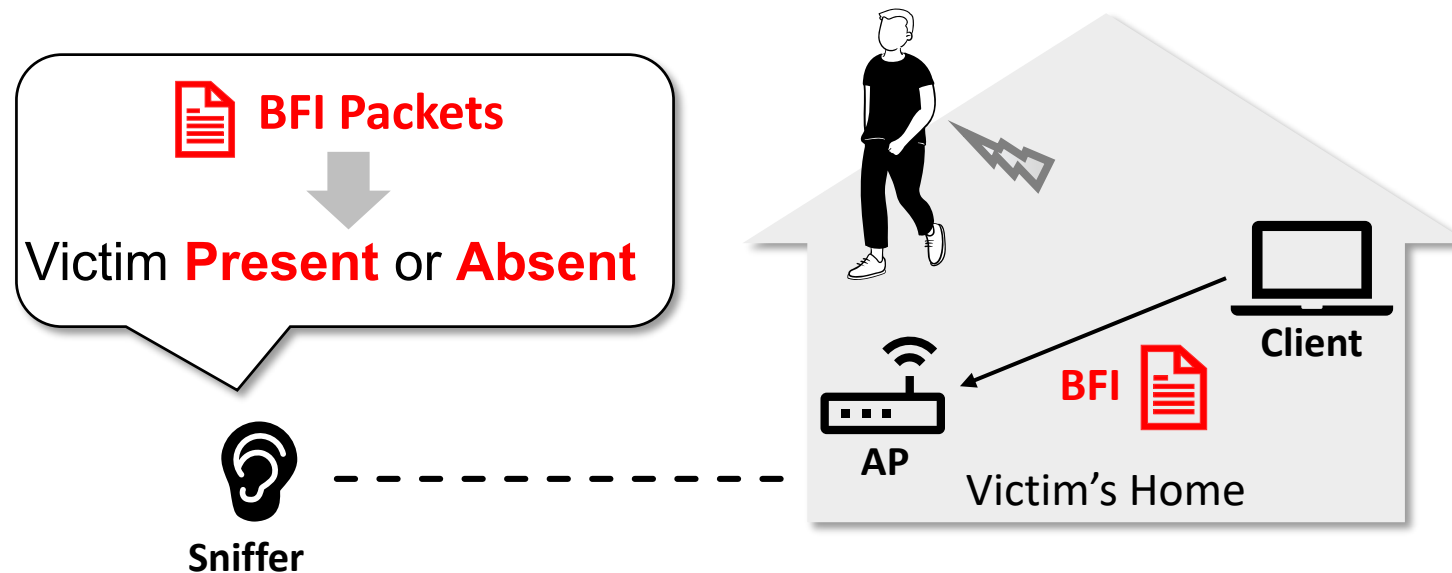 BFI Packets
Victim Present or Absent
Sniffer
Client
BFI
AP
Victim's Home